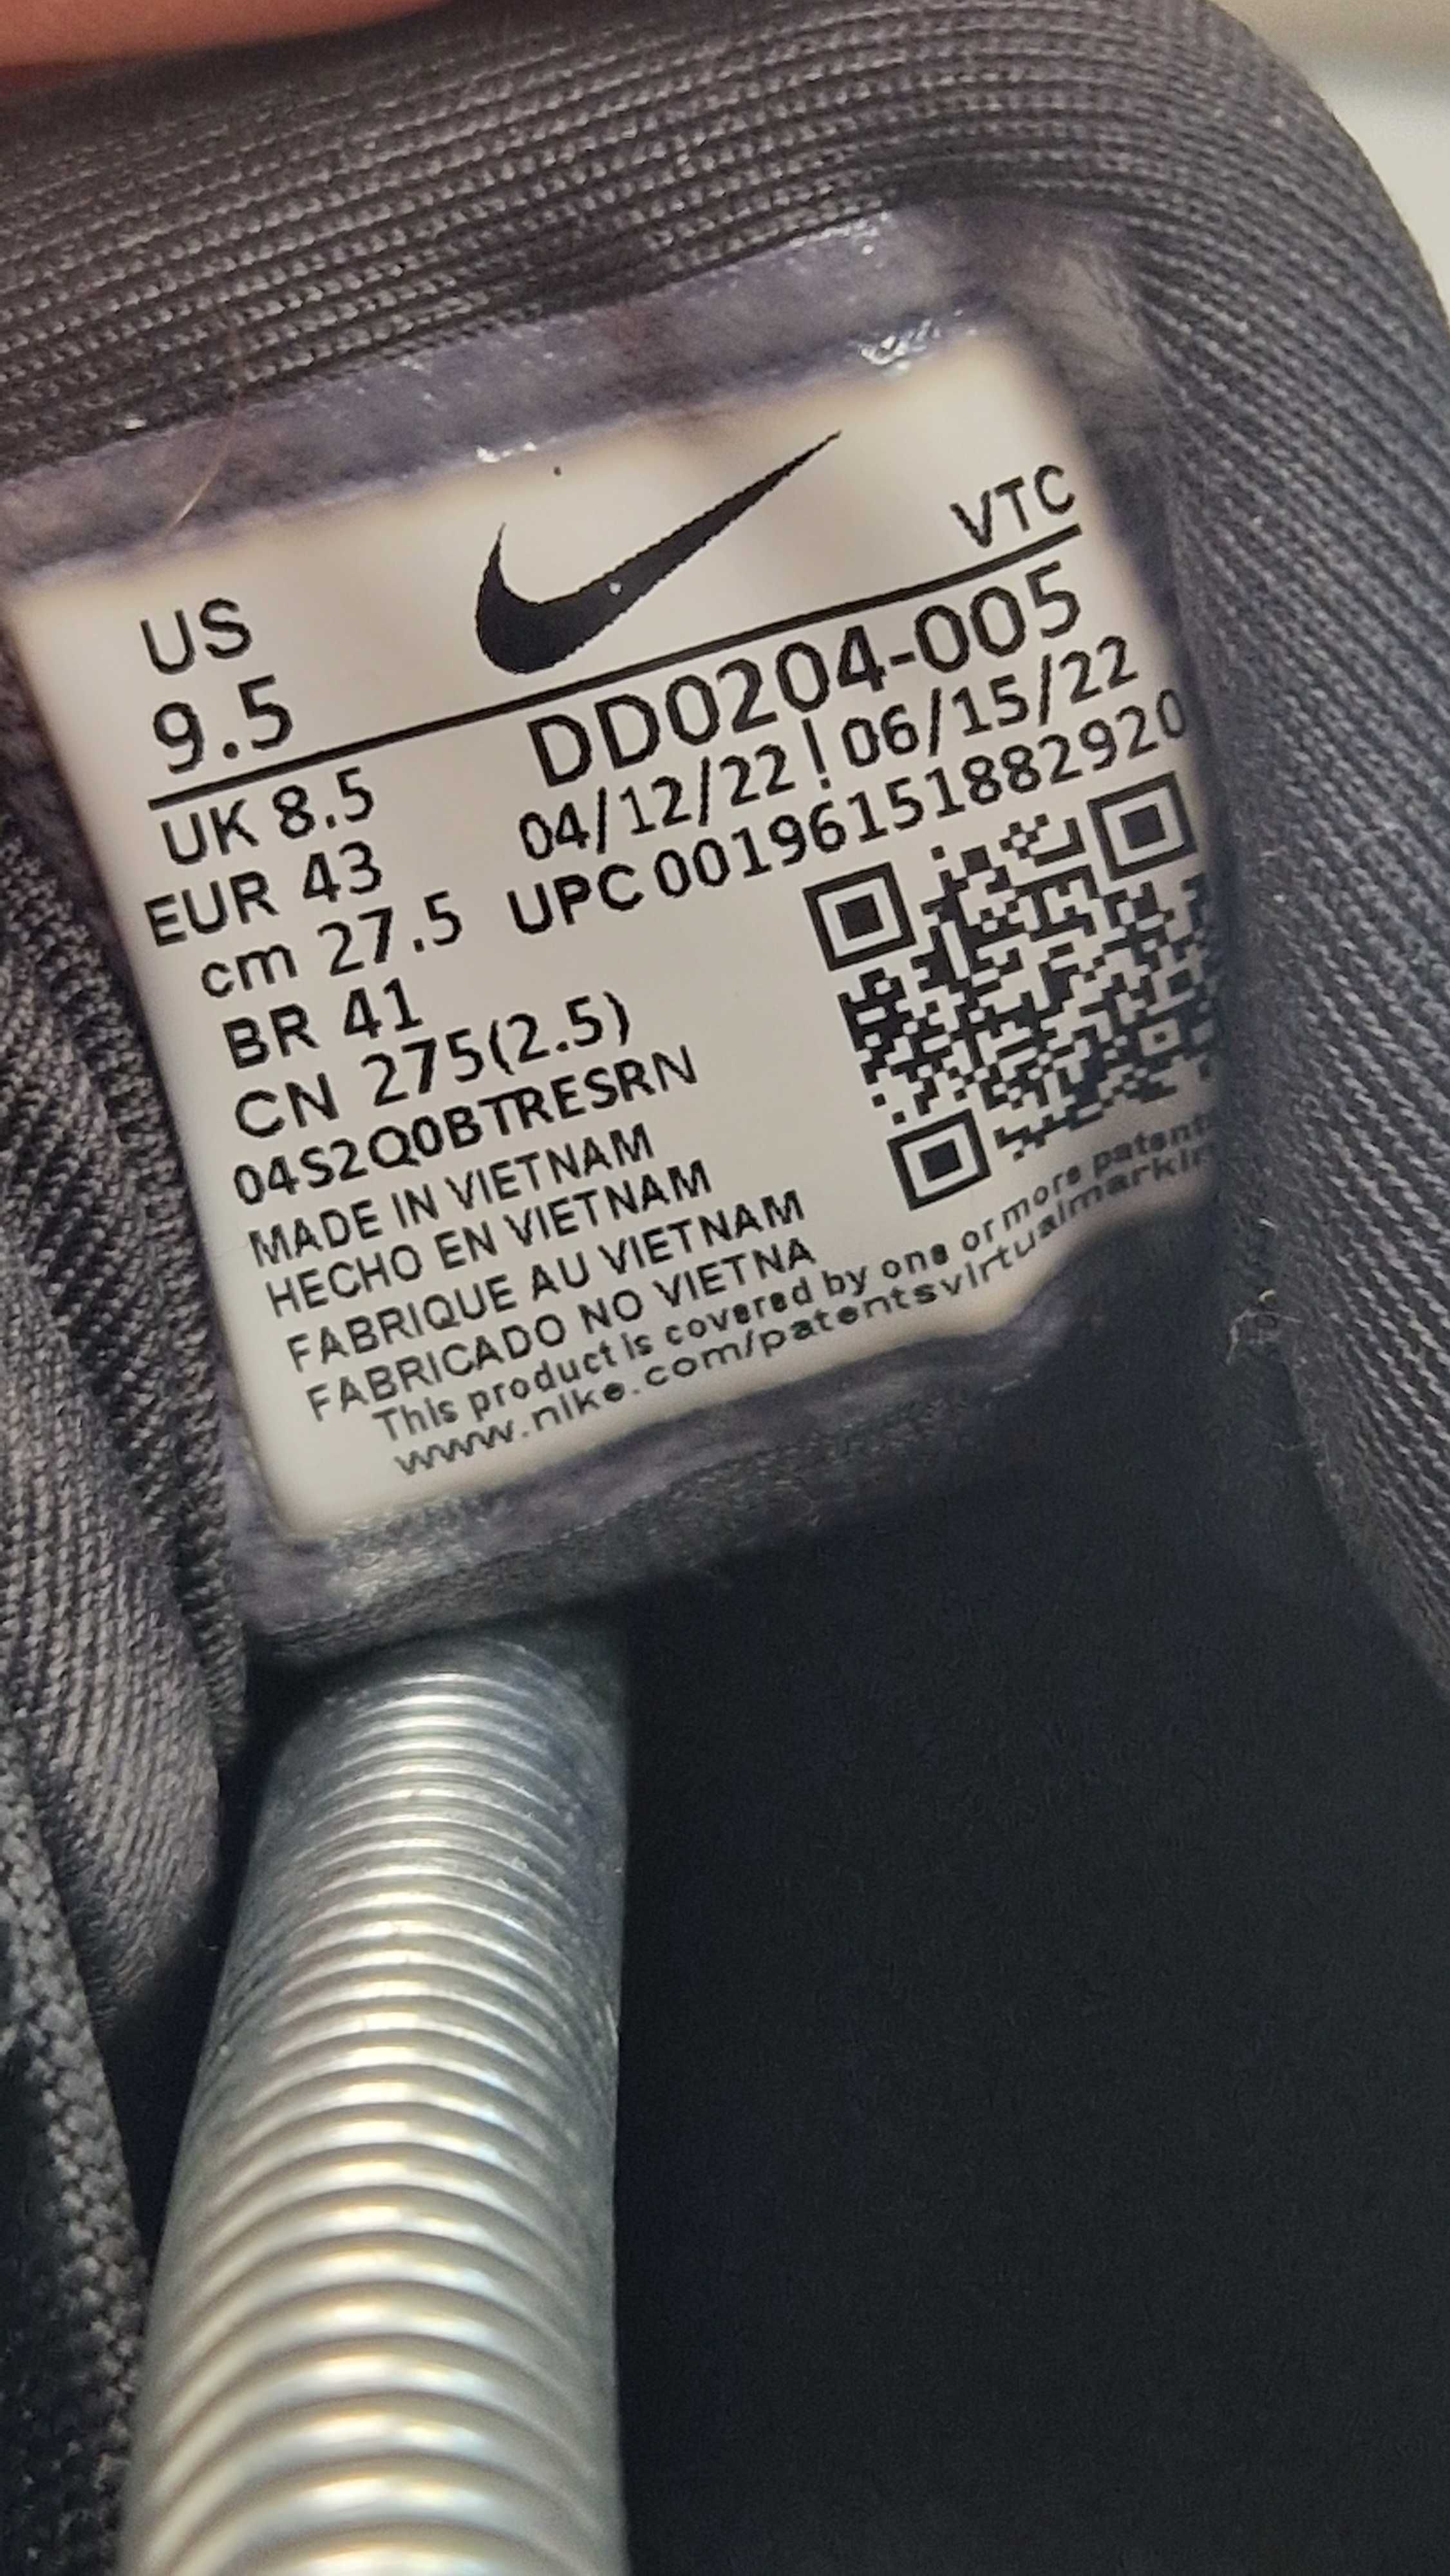 VTC
US
9.5
DD0204-005
04/12/22 ! 06/15/22
UPC 00196151882920
UK 8.5
EUR 43
cm 27.5
BR 41
CN 275(2.5)
04S2Q0BTRESRN
MADE IN VIETNAM
HECHO EN VIETNAM
FABRIQUE AU VIETNAM
FABRICADO NO VIETNA
This product is covered by one or more patent
www.nike.com/patentsvirtualmarkin